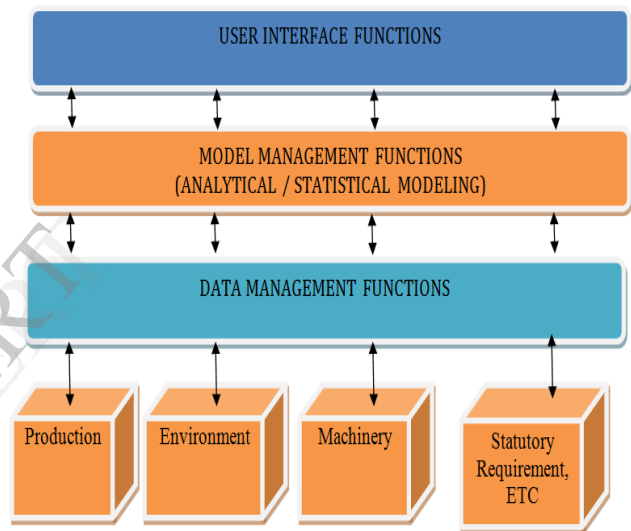 USER INTERFACE FUNCTIONS
MODEL MANAGEMENT FUNCTIONS
(ANALYTICAL / STATISTICAL MODELING)
DATA MANAGEMENT FUNCTIONS
Production
Environment
Machinery
Statutory
Requirement,
ETC